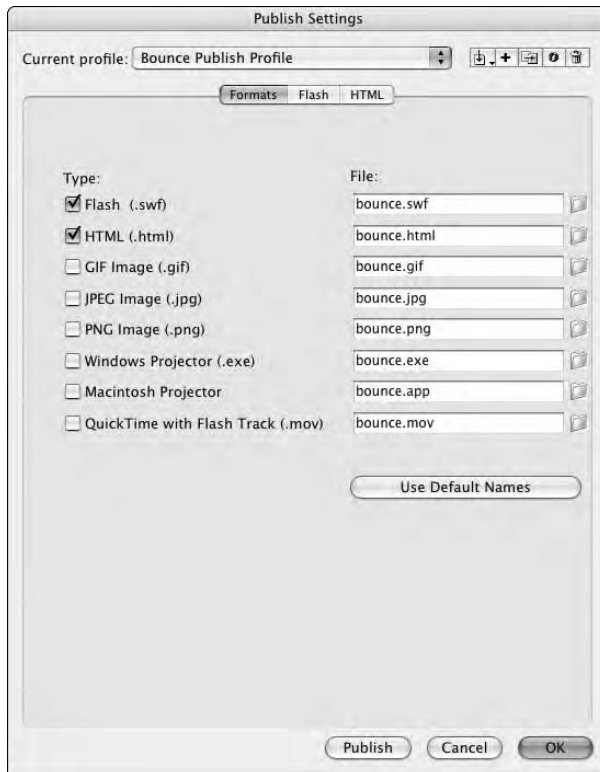 Publish Settings
Current profile: Bounce Publish Profile
Formats Flash HTML
Type: File:
Flash (.swf) bounce.swf
HTML (.html) bounce.html
GIF Image (.gif) bounce.gif
JPEG Image (.jpg) bounce.jpg
PNG Image (.png) bounce.png
Windows Projector (.exe) bounce.exe
Macintosh Projector bounce.app
QuickTime with Flash Track (.mov) bounce.mov
Use Default Names
Publish Cancel OK